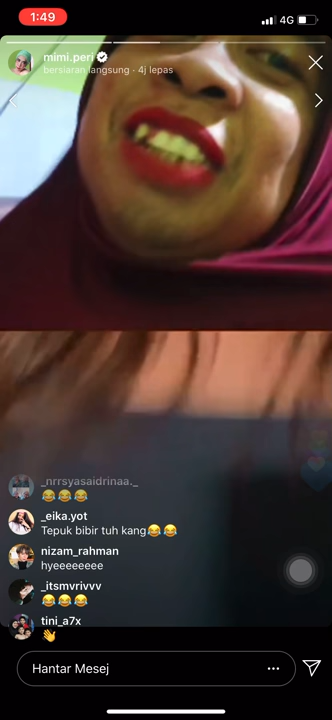 1:49
4G
mimi.peri
bersiaran langsung · 4j lepas
_nrrsyasaidrinaa._
😂😂😂
_eika.yot
Tepuk bibir tuh kang😂😂
nizam_rahman
hyeeeeeeee
_itsmvrivvv
😂😂😂
tini_a7x
👋
Hantar Mesej